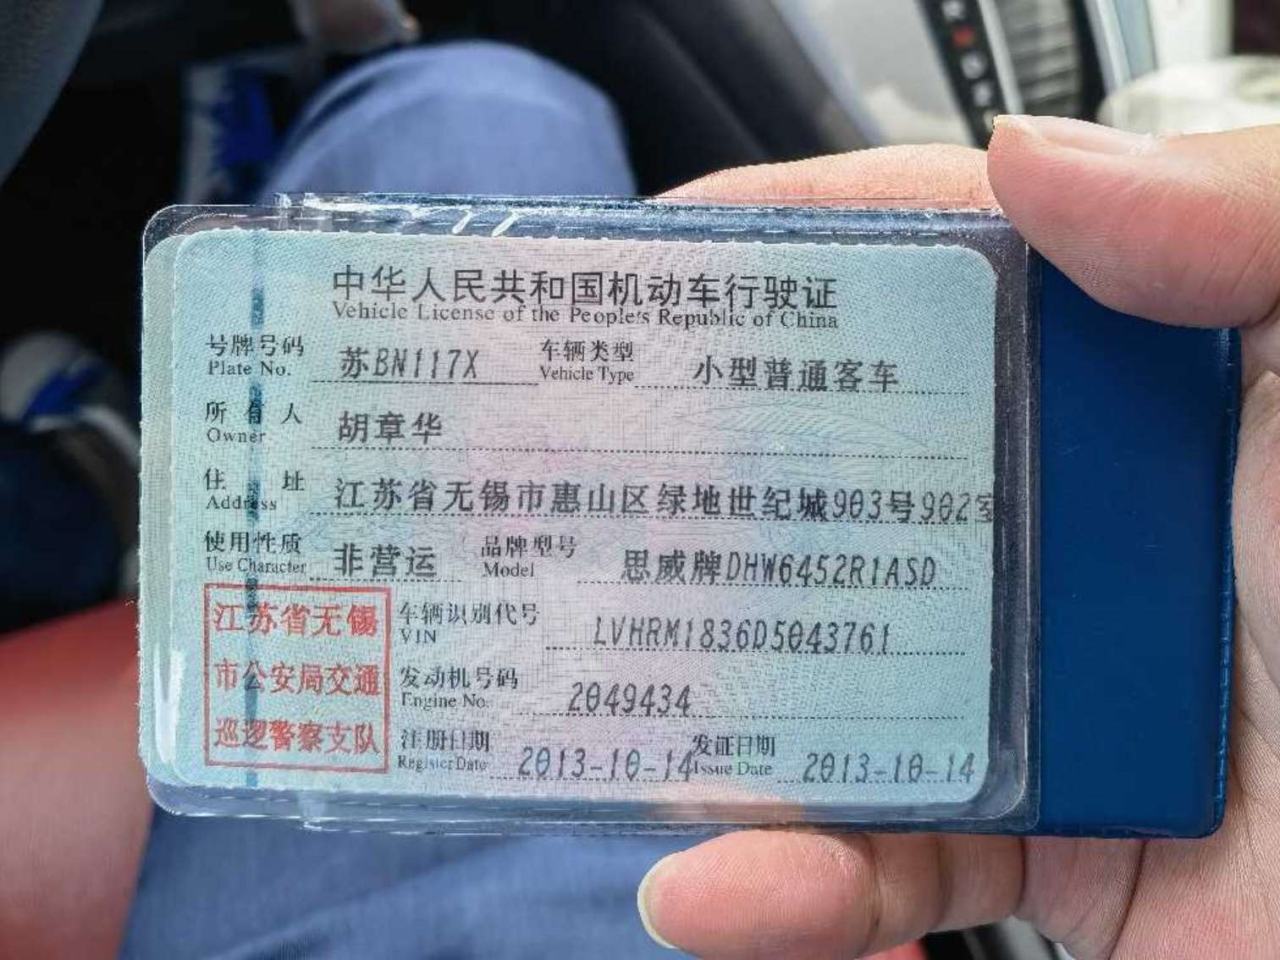 中华人民共和国机动车行驶证
Vehicle License of the People's Republic of China
号牌号码 苏BN117X 车辆类型 小型普通客车
Plate No. Vehicle Type
所有人 胡章华
Owner
住址 江苏省无锡市惠山区绿地世纪城903号902室
Address
使用性质 非营运 品牌型号 思威牌DHW6452R1ASD
Use Character Model
江苏省无锡
市公安局交通
巡逻警察支队
车辆识别代号 LVHRM1836D5043761
VIN
发动机号码 2049434
Engine No.
注册日期 2013-10-14 发证日期 2013-10-14
Register Date Issue Date